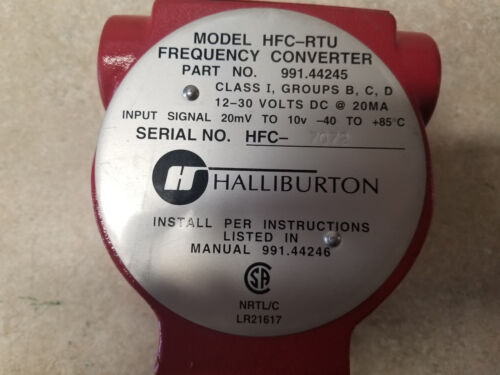 MODEL HFC-RTU
FREQUENCY CONVERTER
PART NO. 991.44245
CLASS I, GROUPS B, C, D
12-30 VOLTS DC @ 20MA
INPUT SIGNAL 20mV TO 10v -40 TO +85°C
SERIAL NO. HFC-
H HALLIBURTON
INSTALL PER INSTRUCTIONS
LISTED IN
MANUAL 991.44246
SA
NRTL/C
LR21617